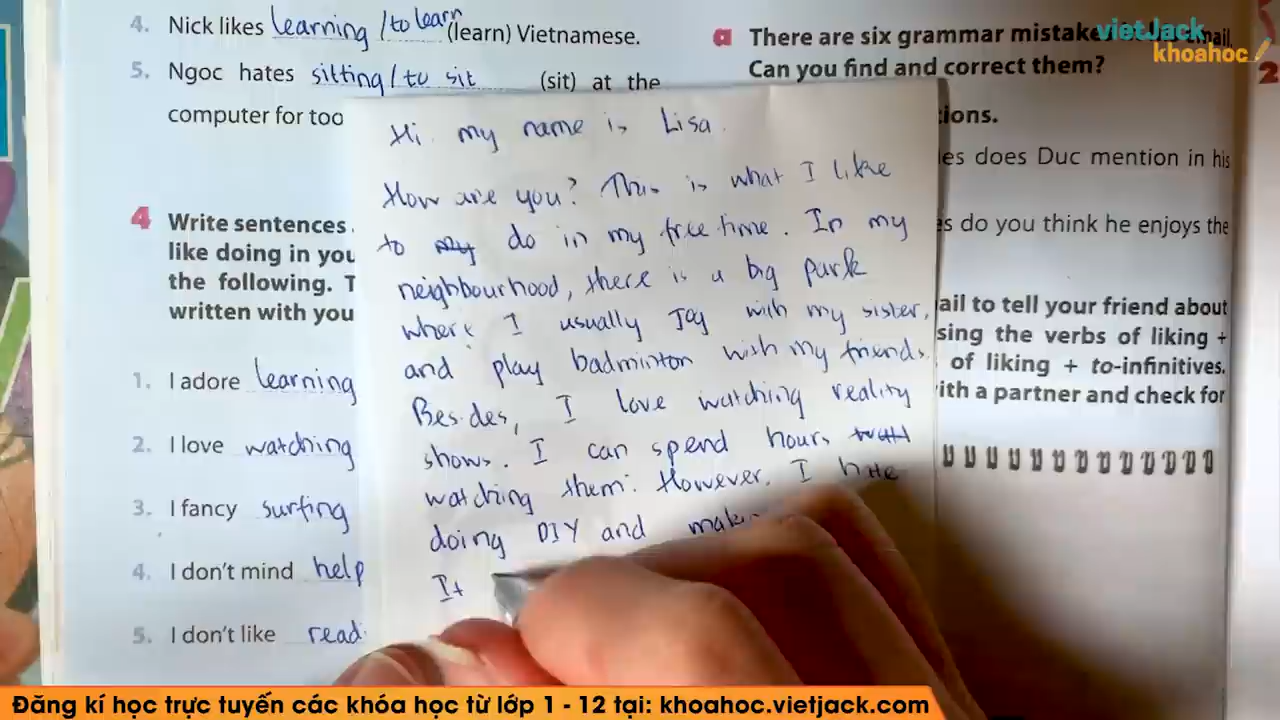 4. Nick likes learning / to learn (learn) Vietnamese.
5. Ngoc hates sitting / to sit (sit) at the
computer for too
4 Write sentences
like doing in you
the following. T
written with you
1. I adore learning
2. I love watching
3. I fancy surfing
4. I don't mind help
5. I don't like read
Hi my name is Lisa.
How are you? This is what I like
to my do in my free time. In my
neighbourhood, there is a big park
where I usually jog with my sister,
and play badminton with my friends.
Besides, I love watching reality
shows. I can spend hours
watching them. However, I hate
doing DIY and mak
It
a There are six grammar mistakes mail.
Can you find and correct them?
ions.
es does Duc mention in his
es do you think he enjoys the
ail to tell your friend about
sing the verbs of liking +
of liking + to-infinitives.
ith a partner and check for
2
vietJack
khoahoc
Đăng kí học trực tuyến các khóa học từ lớp 1 - 12 tại: khoahoc.vietjack.com